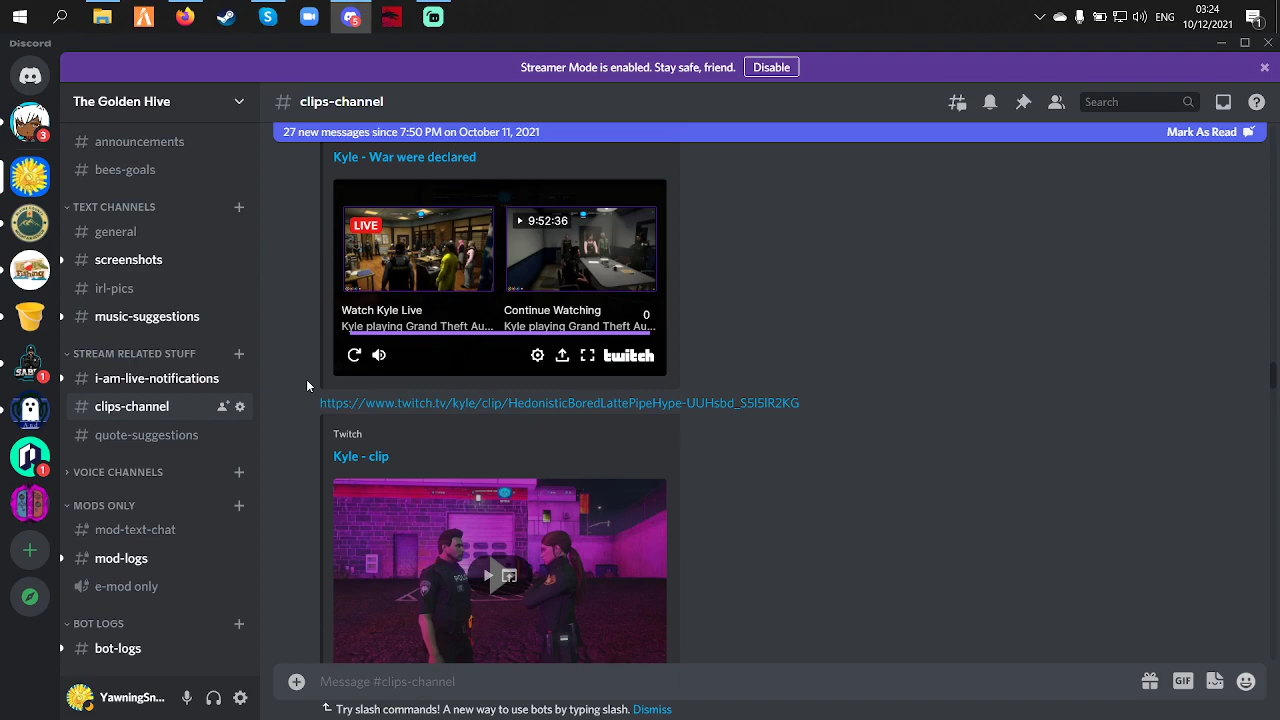 03:24
ENG
10/12/2021
1
5
Discord
Streamer Mode is enabled. Stay safe, friend.
Disable
The Golden Hive
clips-channel
Search
27 new messages since 7:50 PM on October 11, 2021
Mark As Read
announcements
bees-goals
TEXT CHANNELS
general
screenshots
irl-pics
music-suggestions
STREAM RELATED STUFF
i-am-live-notifications
clips-channel
quote-suggestions
VOICE CHANNELS
MODS ONLY
mod-text-chat
mod-logs
e-mod only
BOT LOGS
bot-logs
YawningSn...
3
1
1
Kyle - War were declared
LIVE
9:52:36
Watch Kyle Live
Kyle playing Grand Theft Au...
Continue Watching
0
Kyle playing Grand Theft Au...
twitch
https://www.twitch.tv/kyle/clip/HedonisticBoredLattePipeHype-UUHsbd_S5I5IR2KG
Twitch
Kyle - clip
Message #clips-channel
GIF
Try slash commands! A new way to use bots by typing slash. Dismiss